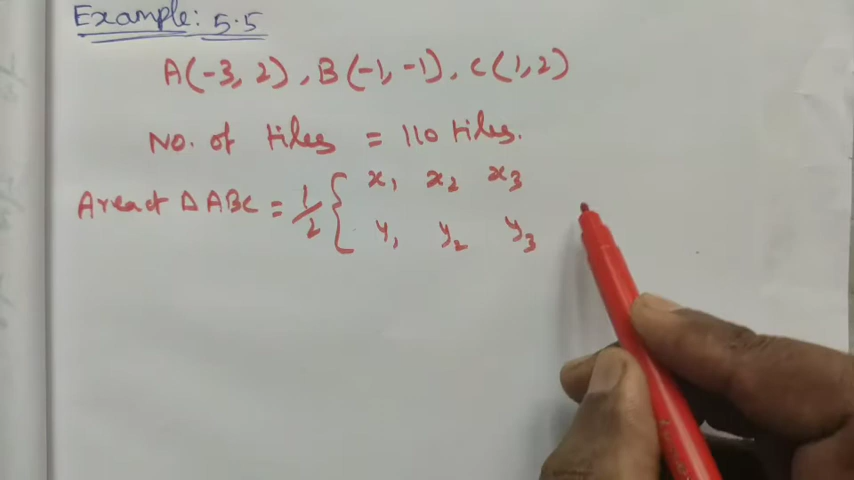 Example: 5.5
A(-3, 2), B(-1, -1), C(1, 2)
No. of tiles = 110 tiles.
Area of Δ ABC = 1/2 { x₁ x₂ x₃
y₁ y₂ y₃